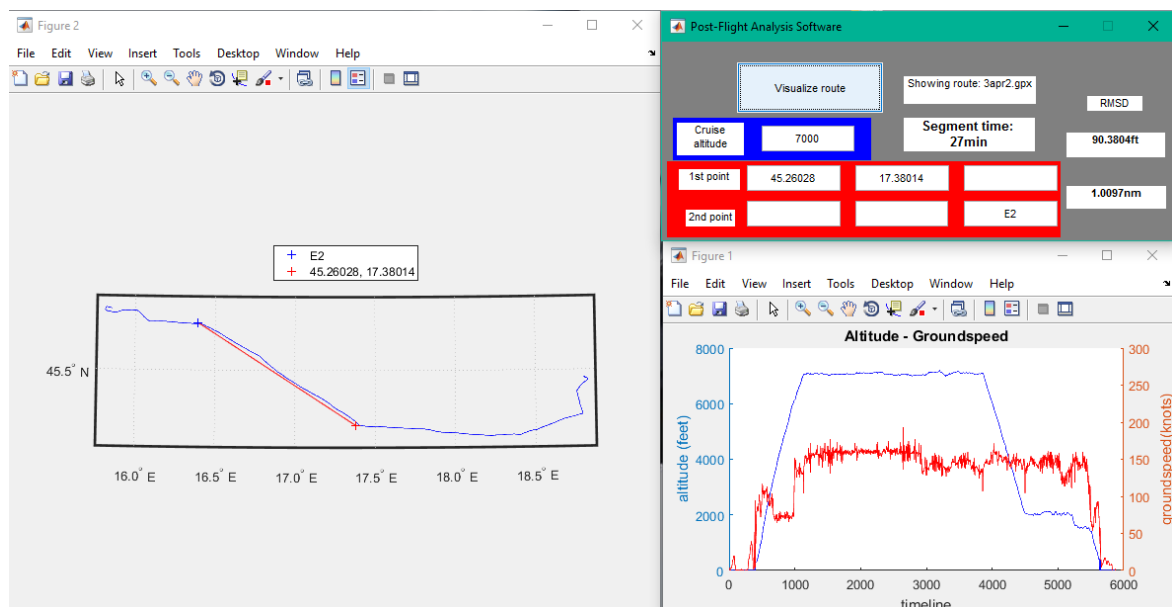 Figure 2
File Edit View Insert Tools Desktop Window Help
E2
45.26028, 17.38014
45.5° N
16.0° E 16.5° E 17.0° E 17.5° E 18.0° E 18.5° E
Post-Flight Analysis Software
Visualize route
Showing route: 3apr2.gpx
RMSD
Cruise
altitude
7000
Segment time:
27min
90.3804ft
1st point
45.26028
17.38014
1.0097nm
2nd point
E2
Figure 1
File Edit View Insert Tools Desktop Window Help
Altitude - Groundspeed
8000
6000
4000
2000
0
altitude (feet)
300
250
200
150
100
50
0
groundspeed(knots)
0 1000 2000 3000 4000 5000 6000
timeline